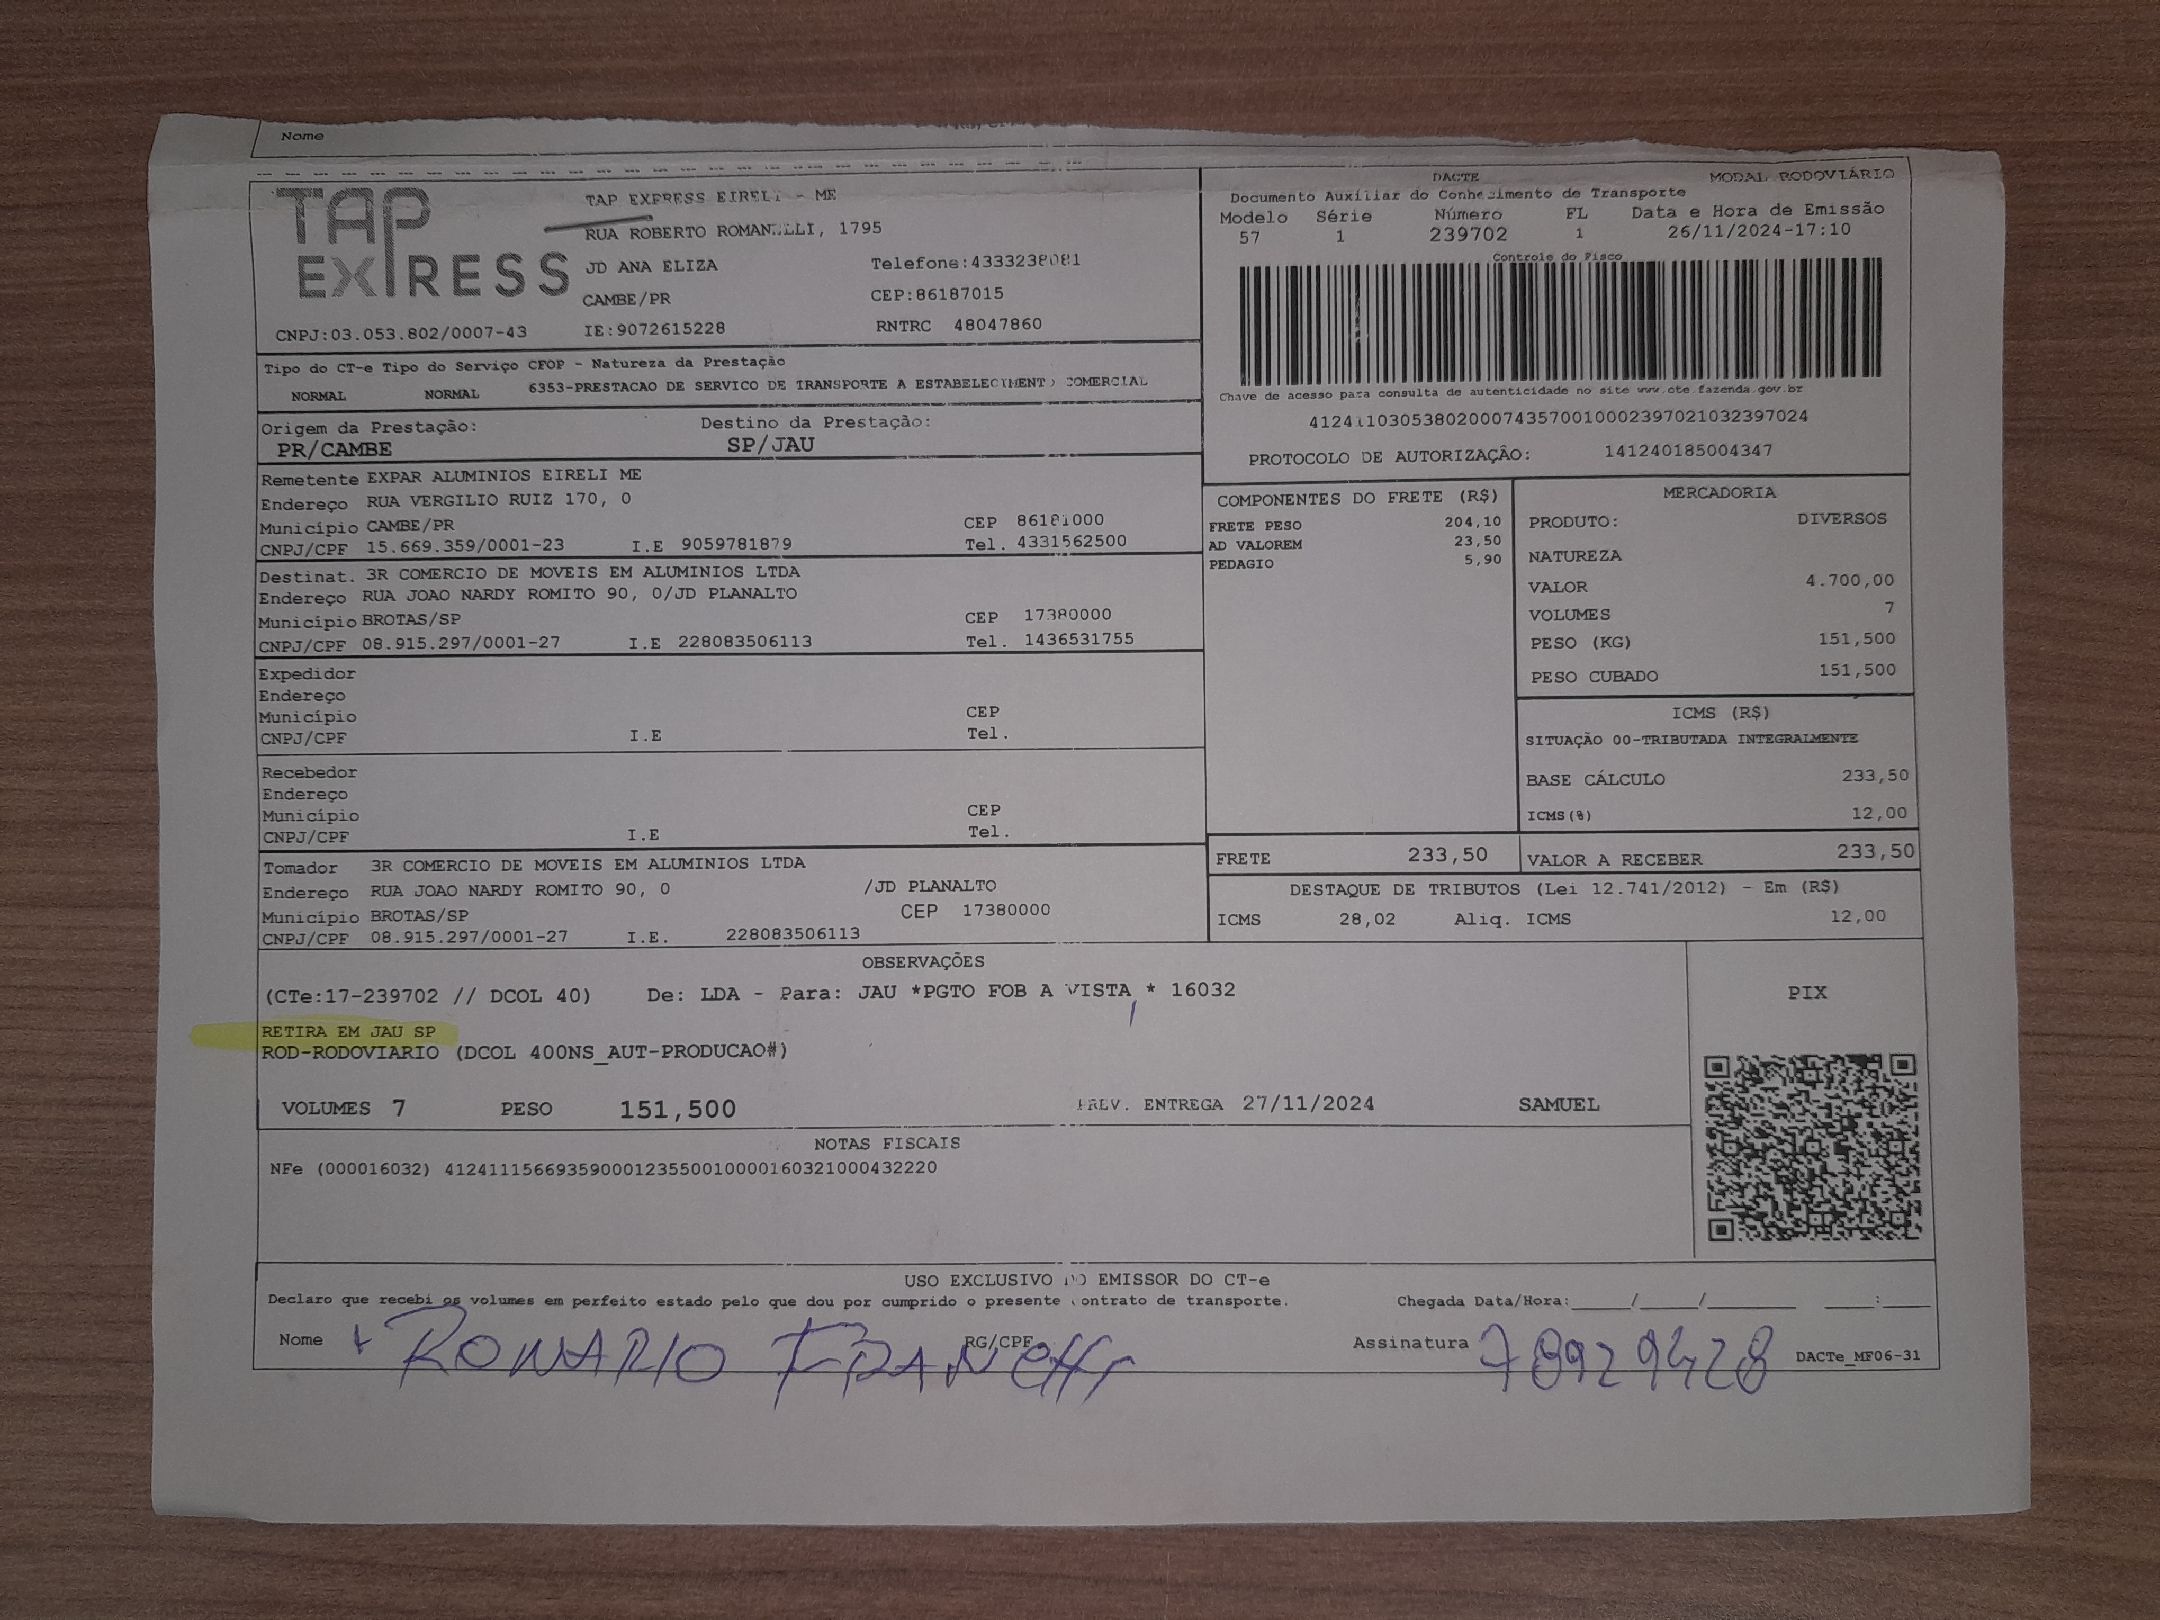 Nome
TAP EXPRESS
TAP EXPRESS EIRELI - ME
RUA ROBERTO ROMANELLI, 1795
JD ANA ELIZA Telefone:4333238081
CAMBE/PR CEP:86187015
CNPJ:03.053.802/0007-43 IE:9072615228 RNTRC 48047860
DACTE MODAL RODOVIÁRIO
Documento Auxiliar do Conhecimento de Transporte
Modelo Série Número FL Data e Hora de Emissão
57 1 239702 1 26/11/2024-17:10
Controle do Fisco
Chave de acesso para consulta de autenticidade no site www.cte.fazenda.gov.br
41241103053802000743570010002397021032397024
PROTOCOLO DE AUTORIZAÇÃO: 141240185004347
Tipo do CT-e Tipo do Serviço CFOP - Natureza da Prestação
NORMAL NORMAL 6353-PRESTACAO DE SERVICO DE TRANSPORTE A ESTABELECIMENTO COMERCIAL
Origem da Prestação: Destino da Prestação:
PR/CAMBE SP/JAU
Remetente EXPAR ALUMINIOS EIRELI ME
Endereço RUA VERGILIO RUIZ 170, 0
Município CAMBE/PR CEP 86181000
CNPJ/CPF 15.669.359/0001-23 I.E 9059781879 Tel. 4331562500
Destinat. 3R COMERCIO DE MOVEIS EM ALUMINIOS LTDA
Endereço RUA JOAO NARDY ROMITO 90, 0/JD PLANALTO
Município BROTAS/SP CEP 17380000
CNPJ/CPF 08.915.297/0001-27 I.E 228083506113 Tel. 1436531755
Expedidor
Endereço
Município CEP
CNPJ/CPF I.E Tel.
Recebedor
Endereço
Município CEP
CNPJ/CPF I.E Tel.
Tomador 3R COMERCIO DE MOVEIS EM ALUMINIOS LTDA
Endereço RUA JOAO NARDY ROMITO 90, 0 /JD PLANALTO
Município BROTAS/SP CEP 17380000
CNPJ/CPF 08.915.297/0001-27 I.E. 228083506113
COMPONENTES DO FRETE (R$)
FRETE PESO 204,10
AD VALOREM 23,50
PEDAGIO 5,90
MERCADORIA
PRODUTO: DIVERSOS
NATUREZA
VALOR 4.700,00
VOLUMES 7
PESO (KG) 151,500
PESO CUBADO 151,500
ICMS (R$)
SITUAÇÃO 00-TRIBUTADA INTEGRALMENTE
BASE CÁLCULO 233,50
ICMS(%) 12,00
FRETE 233,50 VALOR A RECEBER 233,50
DESTAQUE DE TRIBUTOS (Lei 12.741/2012) - Em (R$)
ICMS 28,02 Aliq. ICMS 12,00
OBSERVAÇÕES
(CTe:17-239702 // DCOL 40) De: LDA - Para: JAU *PGTO FOB A VISTA * 16032
RETIRA EM JAU SP
ROD-RODOVIARIO (DCOL 400NS_AUT-PRODUCAO#)
VOLUMES 7 PESO 151,500 PREV. ENTREGA 27/11/2024 SAMUEL
PIX
NOTAS FISCAIS
NFe (000016032) 41241115669359000123550010000160321000432220
USO EXCLUSIVO DO EMISSOR DO CT-e
Declaro que recebi os volumes em perfeito estado pelo que dou por cumprido o presente contrato de transporte. Chegada Data/Hora:____/____/______ ___:___
Nome RONARIO RG/CPF Assinatura 78929428 DACTe_MF06-31